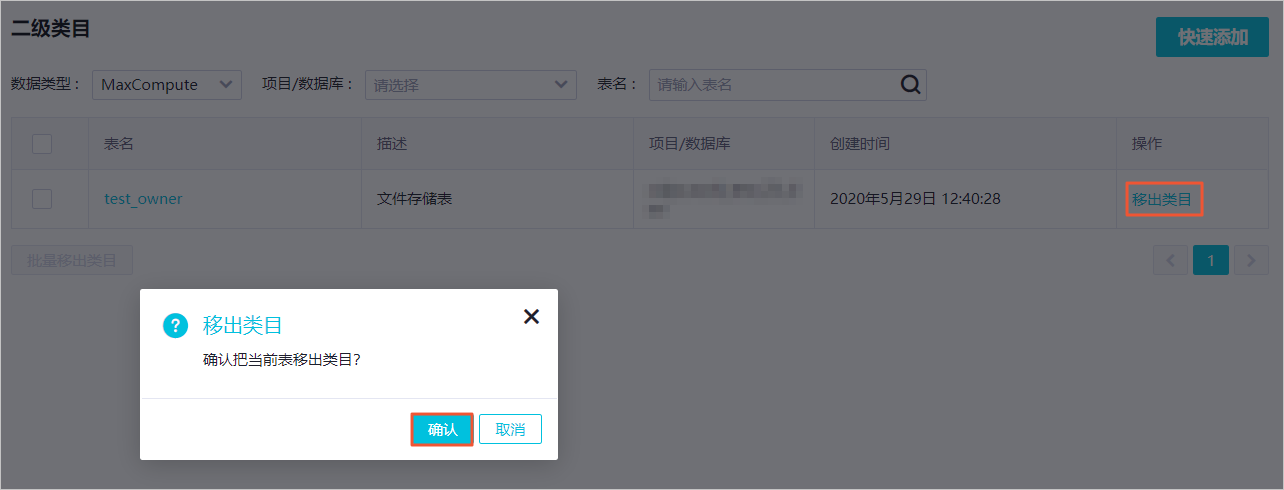 二级类目
快速添加
数据类型： MaxCompute 项目/数据库： 请选择 表名： 请输入表名
表名 描述 项目/数据库 创建时间 操作
test_owner 文件存储表 2020年5月29日 12:40:28 移出类目
批量移出类目 1
移出类目
确认把当前表移出类目?
确认 取消